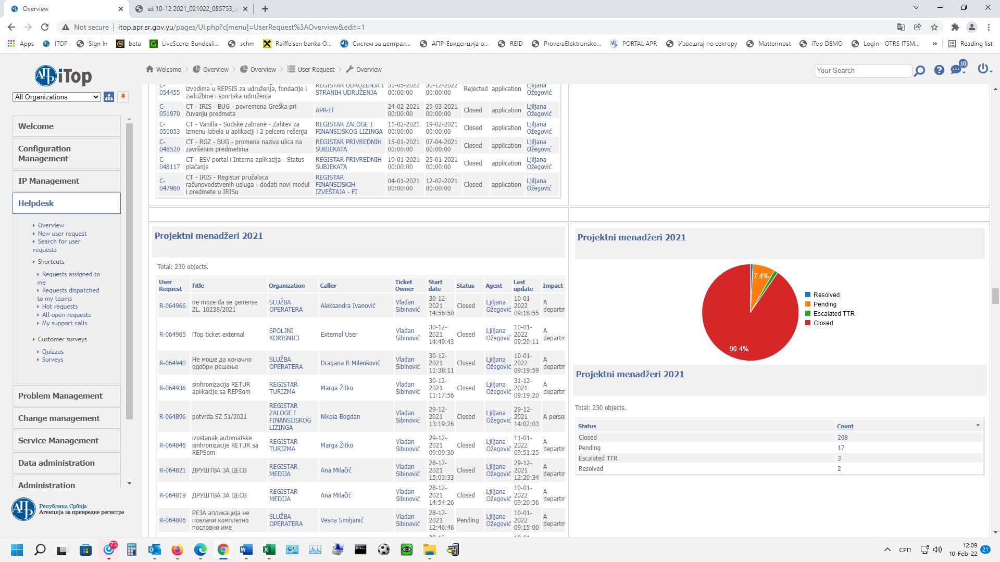 Overview
sd 10-12 2021_021022_085753_a
Not secure
itop.apr.sr.gov.yu/pages/UI.php?c[menu]=UserRequest%3AOverview&edit=1
Apps ITOP Sign In beta LiveScore: Bundesli... schm Raiffeisen banka O... Систем за централ... АПР-Евиденција о... REID ProveraElektronsko... PORTAL APR Извештај по сектору Mattermost iTop DEMO Login - OTRS ITSM... » Reading list
iTop
All Organizations
Welcome Overview Overview User Request Overview
Your Search
10
Welcome
Configuration
Management
IP Management
Helpdesk
Overview
New user request
Search for user
requests
Shortcuts
Requests assigned to
me
Requests dispatched
to my teams
Hot requests
All open requests
My support calls
Customer surveys
Quizzes
Surveys
Problem Management
Change management
Service Management
Data administration
Administration
Република Србија
Агенција за привредне регистре
C-
054455
izvodima u REPSIS za udruženja, fondacije i
zadužbine i sportska udruženja
REGISTAR UDRUŽENJA I
STRANIH UDRUŽENJA
31-05-2022
00:00:00
30-12-2022
00:00:00
Rejected
application
Ljiljana
Ožegović
C-
051970
CT - IRIS - BUG - povremena Greška pri
čuvanju predmeta
APR-IT
24-02-2021
00:00:00
29-03-2021
00:00:00
Closed
application
Ljiljana
Ožegović
C-
050053
CT - Vanilla - Sudske zabrane - Zahtev za
izmenu labela u aplikaciji i 2 pelcera rešenja
REGISTAR ZALOGE I
FINANSIJSKOG LIZINGA
11-02-2021
00:00:00
19-02-2021
00:00:00
Closed
application
Ljiljana
Ožegović
C-
048520
CT - RGZ - BUG - promena naziva ulica na
završenim predmetima
REGISTAR PRIVREDNIH
SUBJEKATA
15-01-2021
00:00:00
07-04-2021
00:00:00
Closed
application
Ljiljana
Ožegović
C-
048117
CT - ESV portal i Interna aplikacija - Status
plaćanja
REGISTAR PRIVREDNIH
SUBJEKATA
19-01-2021
00:00:00
25-01-2021
00:00:00
Closed
application
Ljiljana
Ožegović
C-
047980
CT - IRIS - Registar pružalaca
računovodstvenih usluga - dodati novi modul
i predmete u IRISu
REGISTAR
FINANSIJSKIH
IZVEŠTAJA - FI
04-01-2021
00:00:00
12-02-2021
00:00:00
Closed
application
Ljiljana
Ožegović
Projektni menadžeri 2021
Total: 230 objects.
User
Request
Title
Organization
Caller
Ticket
Owner
Start
date
Status
Agent
Last
update
Impact
R-064966
ne moze da se generise
ZL. 10238/2021
SLUŽBA
OPERATERA
Aleksandra Ivanović
Vladan
Sibinović
30-12-
2021
14:56:50
Closed
Ljiljana
Ožegović
10-01-
2022
09:18:55
A
departm
R-064965
iTop ticket external
SPOLJNI
KORISNICI
External User
Vladan
Sibinović
30-12-
2021
14:49:43
Closed
Ljiljana
Ožegović
10-01-
2022
09:20:11
A
departm
R-064940
Не моше да коначно
одобри решење
SLUŽBA
OPERATERA
Dragana R Milenković
Vladan
Sibinović
30-12-
2021
11:38:11
Closed
Ljiljana
Ožegović
10-01-
2022
09:19:59
A
departm
R-064936
sinhronizacija RETUR
aplikacije sa REPSom
REGISTAR
TURIZMA
Marga Žitko
Vladan
Sibinović
30-12-
2021
11:17:56
Closed
Ljiljana
Ožegović
31-12-
2021
09:19:20
A
departm
R-064896
potvrda SZ 51/2021
REGISTAR
ZALOGE I
FINANSIJSKOG
LIZINGA
Nikola Bogdan
Vladan
Sibinović
29-12-
2021
13:19:26
Closed
Ljiljana
Ožegović
29-12-
2021
14:02:03
A perso
R-064846
izostanak automatske
sinhronizacije RETUR sa
REPSom
REGISTAR
TURIZMA
Marga Žitko
Vladan
Sibinović
29-12-
2021
09:09:30
Closed
Ljiljana
Ožegović
11-01-
2022
09:51:25
A
departm
R-064821
ДРУШТВА ЗА ЦЕСВ
REGISTAR
MEDIJA
Ana Milačić
Vladan
Sibinović
28-12-
2021
15:03:33
Closed
Ljiljana
Ožegović
29-12-
2021
12:20:34
A
departm
R-064819
ДРУШТВА ЗА ЦЕСВ
REGISTAR
MEDIJA
Ana Milačić
Vladan
Sibinović
28-12-
2021
14:54:26
Closed
Ljiljana
Ožegović
10-01-
2022
09:20:56
A
departm
R-064806
РЕЗА апликација не
повлачи комплетно
пословно име
SLUŽBA
OPERATERA
Vesna Smiljanić
Vladan
Sibinović
28-12-
2021
12:46:46
Pending
Ljiljana
Ožegović
10-01-
2022
09:15:00
A
departm
Projektni menadžeri 2021
7.4%
90.4%
Resolved
Pending
Escalated TTR
Closed
Projektni menadžeri 2021
Total: 230 objects.
Status Count
Closed 208
Pending 17
Escalated TTR 3
Resolved 2
73
СРП
12:09
10-Feb-22
21